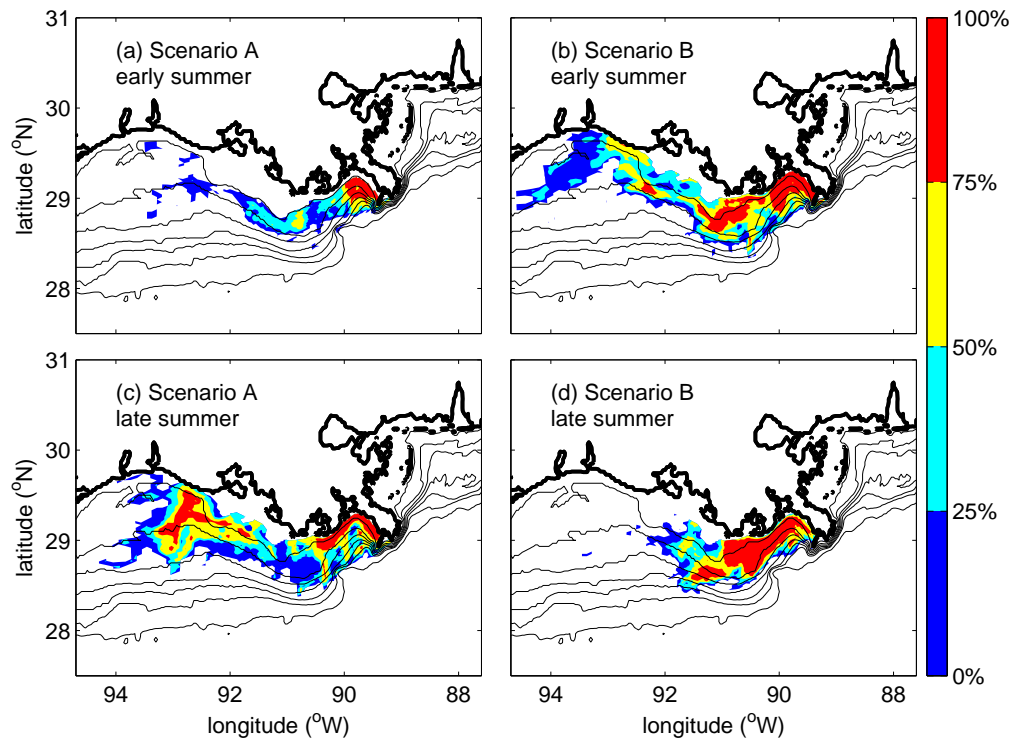 (a) Scenario A
early summer
31
30
29
28
latitude (°N)
(b) Scenario B
early summer
(c) Scenario A
late summer
31
30
29
28
latitude (°N)
94
92
90
88
longitude (°W)
(d) Scenario B
late summer
94
92
90
88
longitude (°W)
100%
75%
50%
25%
0%